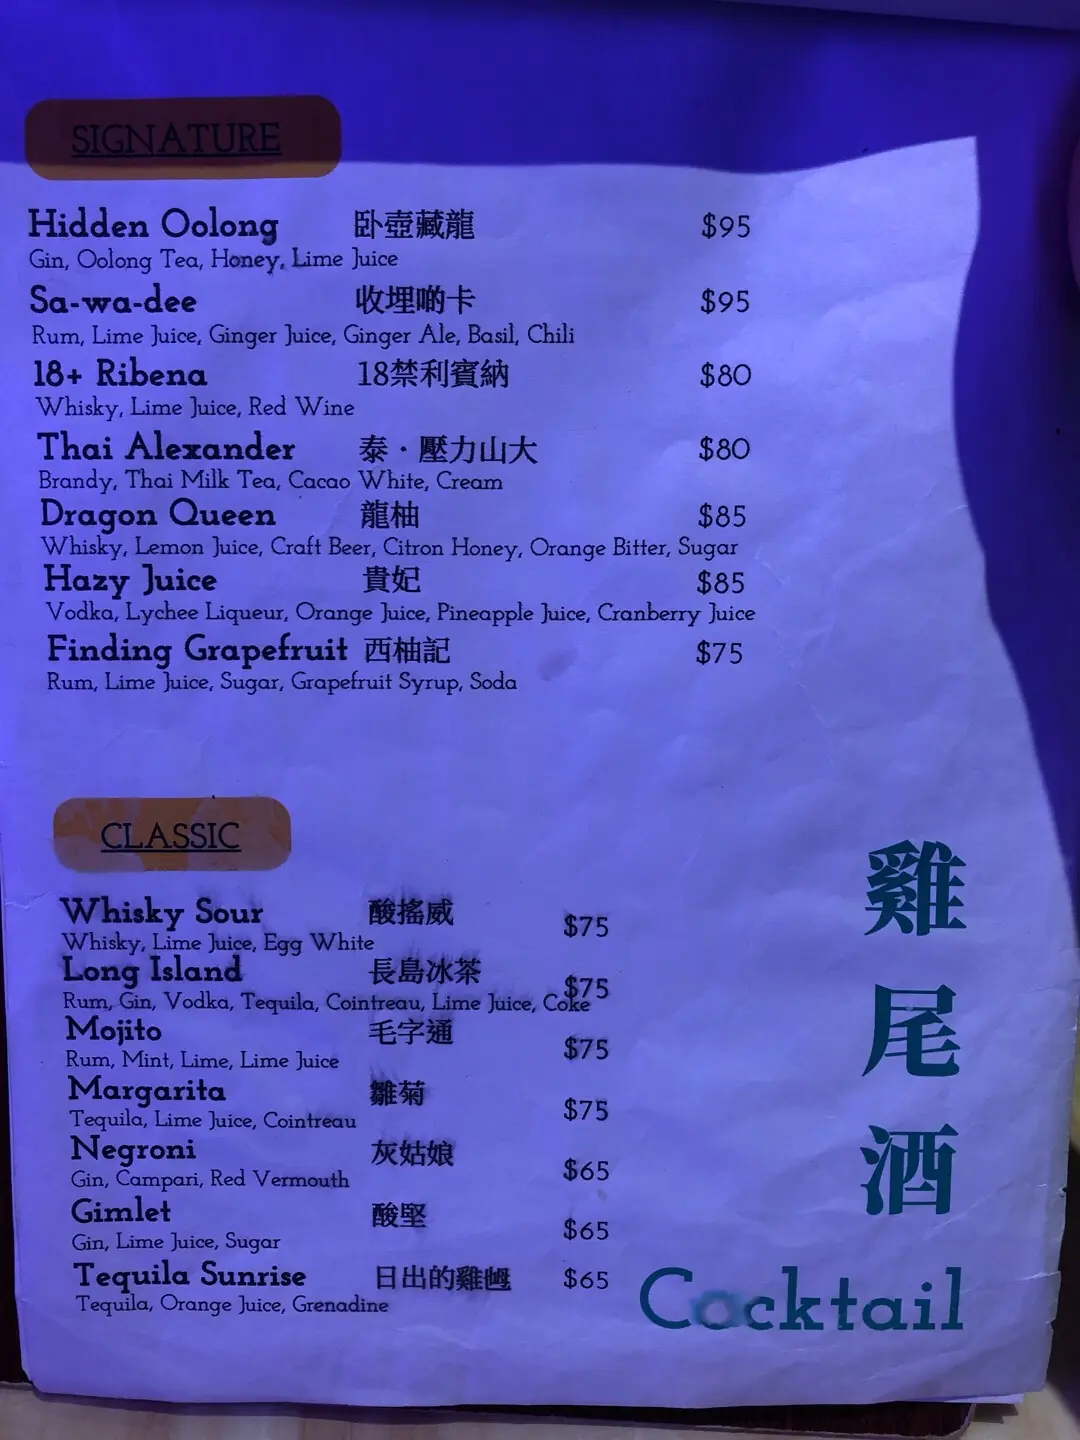 SIGNATURE
Hidden Oolong 卧壺藏龍 $95
Gin, Oolong Tea, Honey, Lime Juice
Sa-wa-dee 收埋啲卡 $95
Rum, Lime Juice, Ginger Juice, Ginger Ale, Basil, Chili
18+ Ribena 18禁利賓納 $80
Whisky, Lime Juice, Red Wine
Thai Alexander 泰·壓力山大 $80
Brandy, Thai Milk Tea, Cacao White, Cream
Dragon Queen 龍柚 $85
Whisky, Lemon Juice, Craft Beer, Citron Honey, Orange Bitter, Sugar
Hazy Juice 貴妃 $85
Vodka, Lychee Liqueur, Orange Juice, Pineapple Juice, Cranberry Juice
Finding Grapefruit 西柚記 $75
Rum, Lime Juice, Sugar, Grapefruit Syrup, Soda
CLASSIC
Whisky Sour 酸搖威 $75
Whisky, Lime Juice, Egg White
Long Island 長島冰茶 $75
Rum, Gin, Vodka, Tequila, Cointreau, Lime Juice, Coke
Mojito 毛字通 $75
Rum, Mint, Lime, Lime Juice
Margarita 雛菊 $75
Tequila, Lime Juice, Cointreau
Negroni 灰姑娘 $65
Gin, Campari, Red Vermouth
Gimlet 酸堅 $65
Gin, Lime Juice, Sugar
Tequila Sunrise $65
Tequila, Orange Juice, Grenadine
雞尾酒
Cocktail